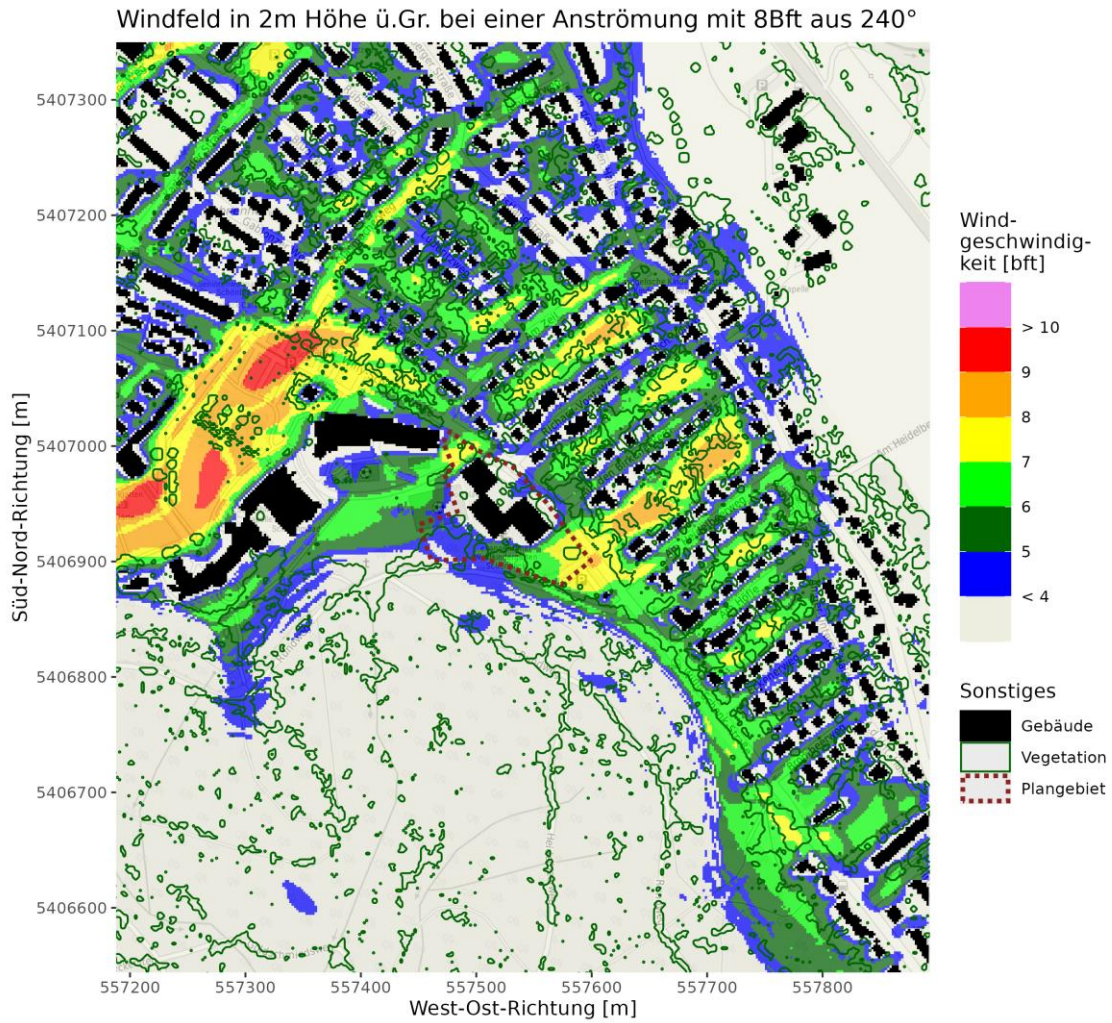 Windfeld in 2m Höhe ü.Gr. bei einer Anströmung mit 8Bft aus 240°
5407300
5407200
5407100
5407000
5406900
5406800
5406700
5406600
Süd-Nord-Richtung [m]
557200
557300
557400
557500
557600
557700
557800
West-Ost-Richtung [m]
Wind-
geschwindig-
keit [bft]
> 10
9
8
7
6
5
< 4
Sonstiges
Gebäude
Vegetation
Plangebiet